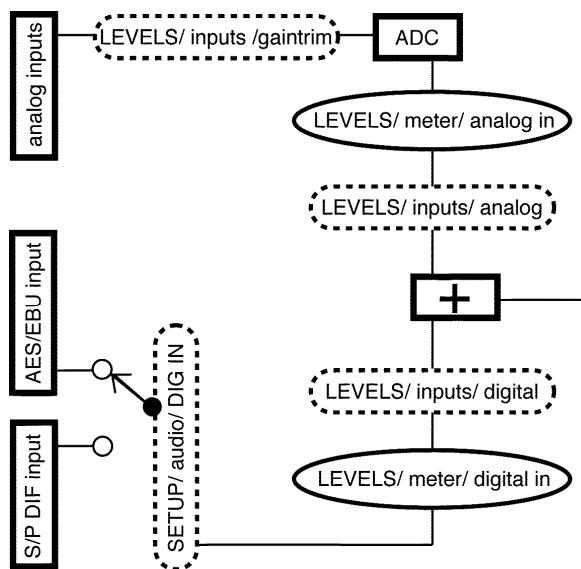 analog inputs
LEVELS/ inputs /gaintrim
ADC
LEVELS/ meter/ analog in
LEVELS/ inputs/ analog
+
AES/EBU input
SETUP/ audio/ DIG IN
LEVELS/ inputs/ digital
S/P DIF input
LEVELS/ meter/ digital in